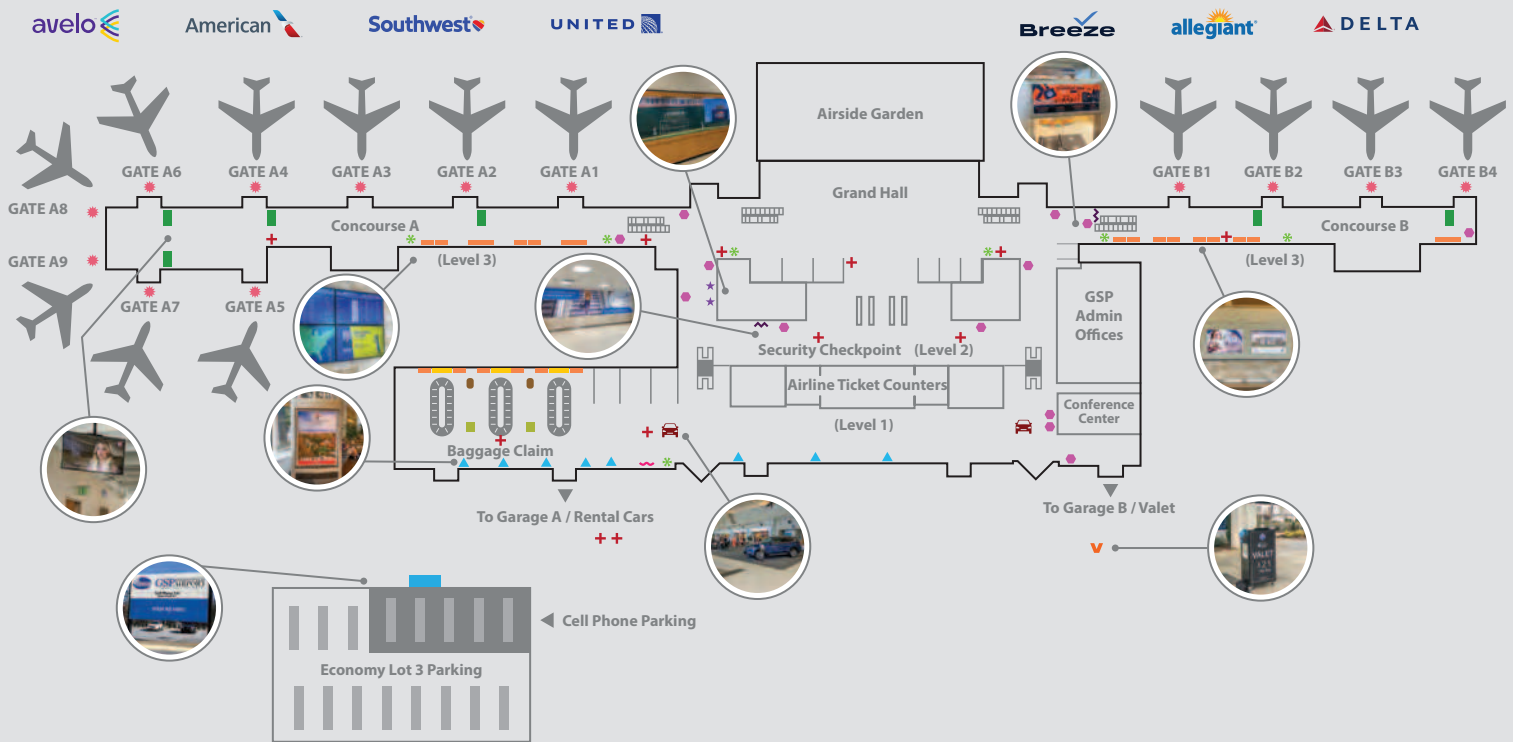 avelo
American
Southwest
UNITED
Breeze
allegiant
DELTA
Airside Garden
GATE A6
GATE A4
GATE A3
GATE A2
GATE A1
GATE B1
GATE B2
GATE B3
GATE B4
Grand Hall
GATE A8
Concourse A
Concourse B
GATE A9
(Level 3)
(Level 3)
GATE A7
GATE A5
GSP
Admin
Offices
Security Checkpoint (Level 2)
Airline Ticket Counters
(Level 1)
Conference
Center
Baggage Claim
To Garage A / Rental Cars
To Garage B / Valet
V
VALET
GSP
Cell Phone Parking
Economy Lot 3 Parking